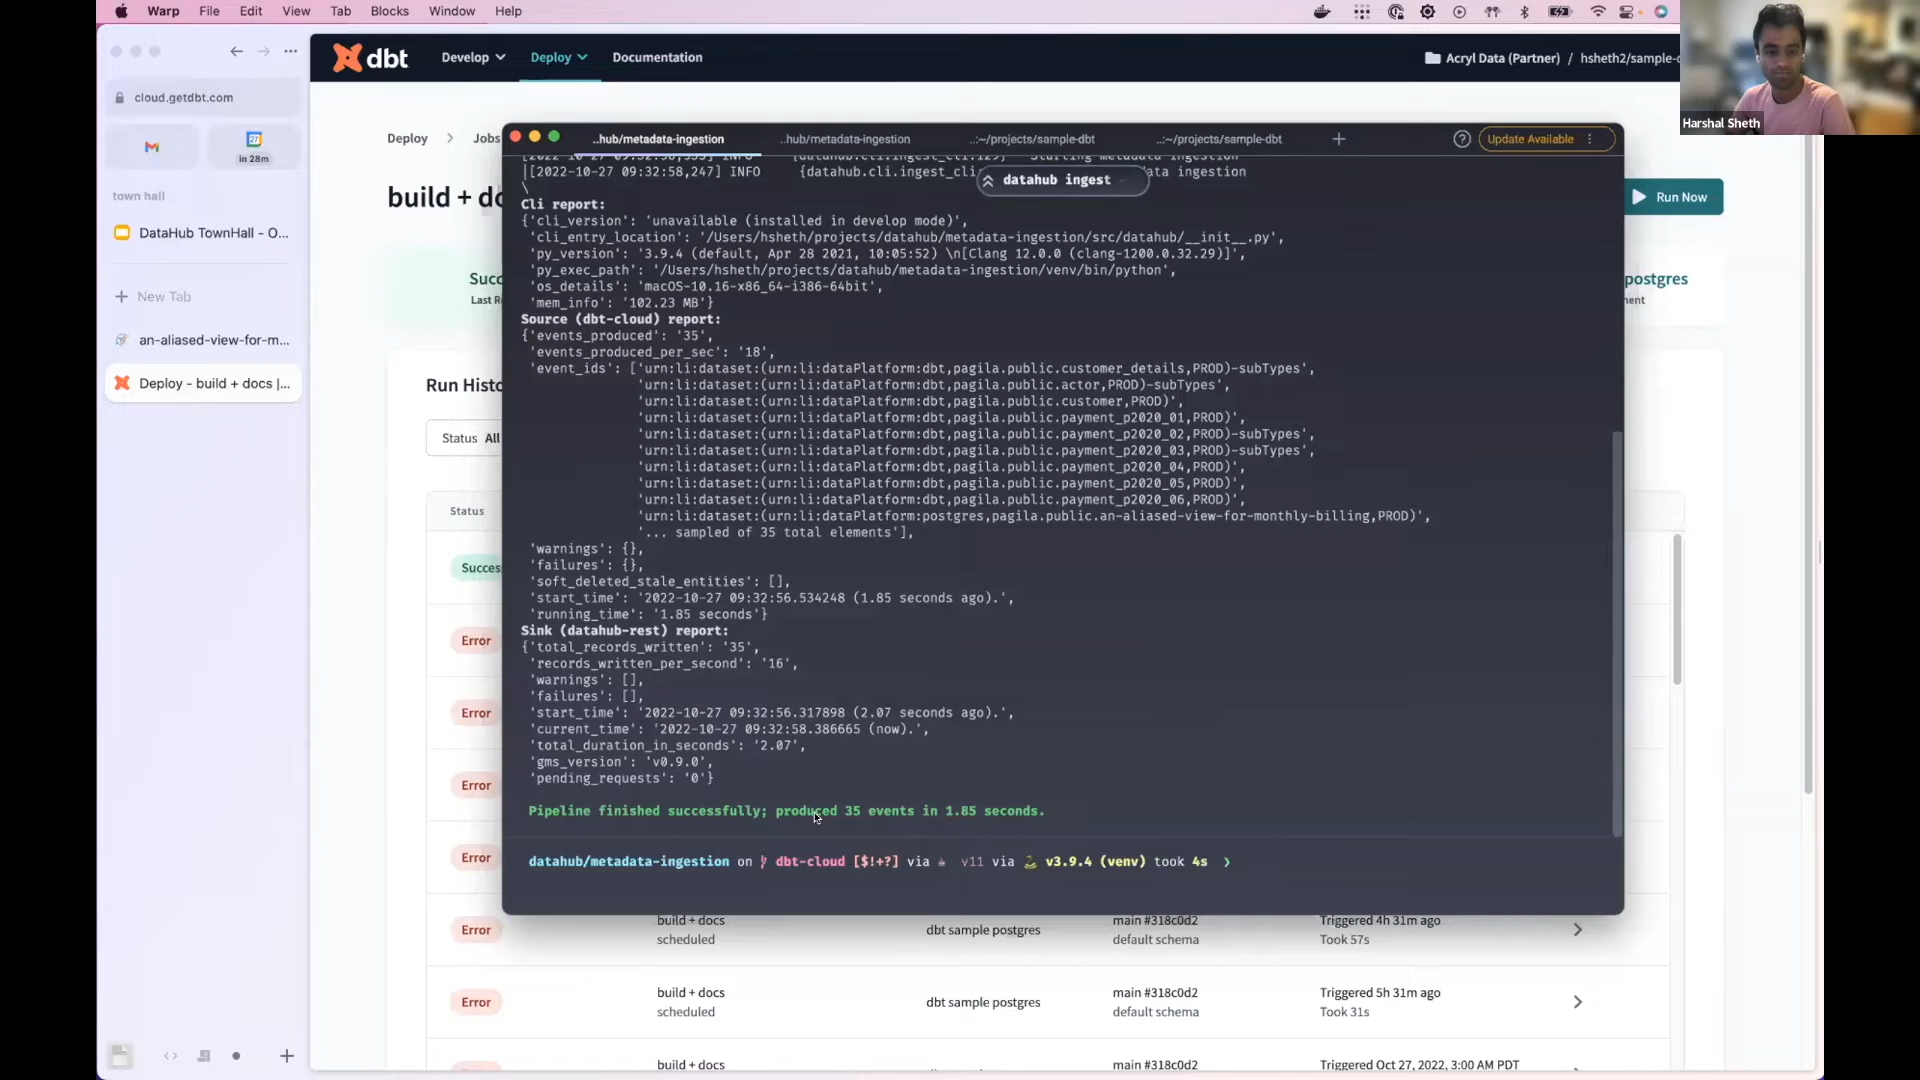 Warp File Edit View Tab Blocks Window Help
cloud.getdbt.com
27
in 28m
town hall
DataHub TownHall - O...
New Tab
an-aliased-view-for-m...
Deploy - build + docs |...
dbt Develop Deploy Documentation
Acryl Data (Partner) / hsheth2/sample-
Harshal Sheth
Deploy > Jobs
build + do
Run Now
Succ
Last R
postgres
ment
Run Histo
Status All
Status
Succes
Error
Error
Error
Error
Error build + docs scheduled dbt sample postgres main #318c0d2 default schema Triggered 4h 31m ago Took 57s
Error build + docs scheduled dbt sample postgres main #318c0d2 default schema Triggered 5h 31m ago Took 31s
build + docs Triggered Oct 27, 2022, 3:00 AM PDT
..hub/metadata-ingestion ..hub/metadata-ingestion ..:~/projects/sample-dbt ..:~/projects/sample-dbt + Update Available
[2022-10-27 09:32:58,247] INFO {datahub.cli.ingest_cli ata ingestion
datahub ingest
\
Cli report:
{'cli_version': 'unavailable (installed in develop mode)',
'cli_entry_location': '/Users/hsheth/projects/datahub/metadata-ingestion/src/datahub/__init__.py',
'py_version': '3.9.4 (default, Apr 28 2021, 10:05:52) \n[Clang 12.0.0 (clang-1200.0.32.29)]',
'py_exec_path': '/Users/hsheth/projects/datahub/metadata-ingestion/venv/bin/python',
'os_details': 'macOS-10.16-x86_64-i386-64bit',
'mem_info': '102.23 MB'}
Source (dbt-cloud) report:
{'events_produced': '35',
'events_produced_per_sec': '18',
'event_ids': ['urn:li:dataset:(urn:li:dataPlatform:dbt,pagila.public.customer_details,PROD)-subTypes',
'urn:li:dataset:(urn:li:dataPlatform:dbt,pagila.public.actor,PROD)-subTypes',
'urn:li:dataset:(urn:li:dataPlatform:dbt,pagila.public.customer,PROD)',
'urn:li:dataset:(urn:li:dataPlatform:dbt,pagila.public.payment_p2020_01,PROD)',
'urn:li:dataset:(urn:li:dataPlatform:dbt,pagila.public.payment_p2020_02,PROD)-subTypes',
'urn:li:dataset:(urn:li:dataPlatform:dbt,pagila.public.payment_p2020_03,PROD)-subTypes',
'urn:li:dataset:(urn:li:dataPlatform:dbt,pagila.public.payment_p2020_04,PROD)',
'urn:li:dataset:(urn:li:dataPlatform:dbt,pagila.public.payment_p2020_05,PROD)',
'urn:li:dataset:(urn:li:dataPlatform:dbt,pagila.public.payment_p2020_06,PROD)',
'urn:li:dataset:(urn:li:dataPlatform:postgres,pagila.public.an-aliased-view-for-monthly-billing,PROD)',
'... sampled of 35 total elements'],
'warnings': {},
'failures': {},
'soft_deleted_stale_entities': [],
'start_time': '2022-10-27 09:32:56.534248 (1.85 seconds ago).',
'running_time': '1.85 seconds'}
Sink (datahub-rest) report:
{'total_records_written': '35',
'records_written_per_second': '16',
'warnings': [],
'failures': [],
'start_time': '2022-10-27 09:32:56.317898 (2.07 seconds ago).',
'current_time': '2022-10-27 09:32:58.386665 (now).',
'total_duration_in_seconds': '2.07',
'gms_version': 'v0.9.0',
'pending_requests': '0'}
Pipeline finished successfully; produced 35 events in 1.85 seconds.
datahub/metadata-ingestion on dbt-cloud [$!+?] via v11 via v3.9.4 (venv) took 4s ❯